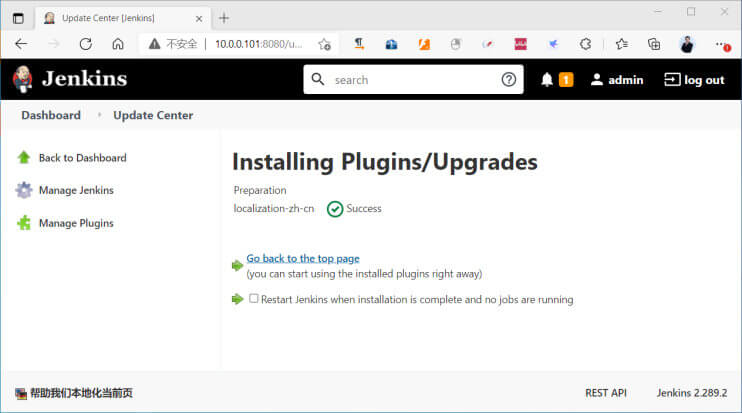 Update Center [Jenkins]
不安全 | 10.0.0.101:8080/u...
Jenkins
search
1
admin
log out
Dashboard
Update Center
Back to Dashboard
Manage Jenkins
Manage Plugins
Installing Plugins/Upgrades
Preparation
localization-zh-cn
Success
Go back to the top page
(you can start using the installed plugins right away)
Restart Jenkins when installation is complete and no jobs are running
帮助我们本地化当前页
REST API
Jenkins 2.289.2